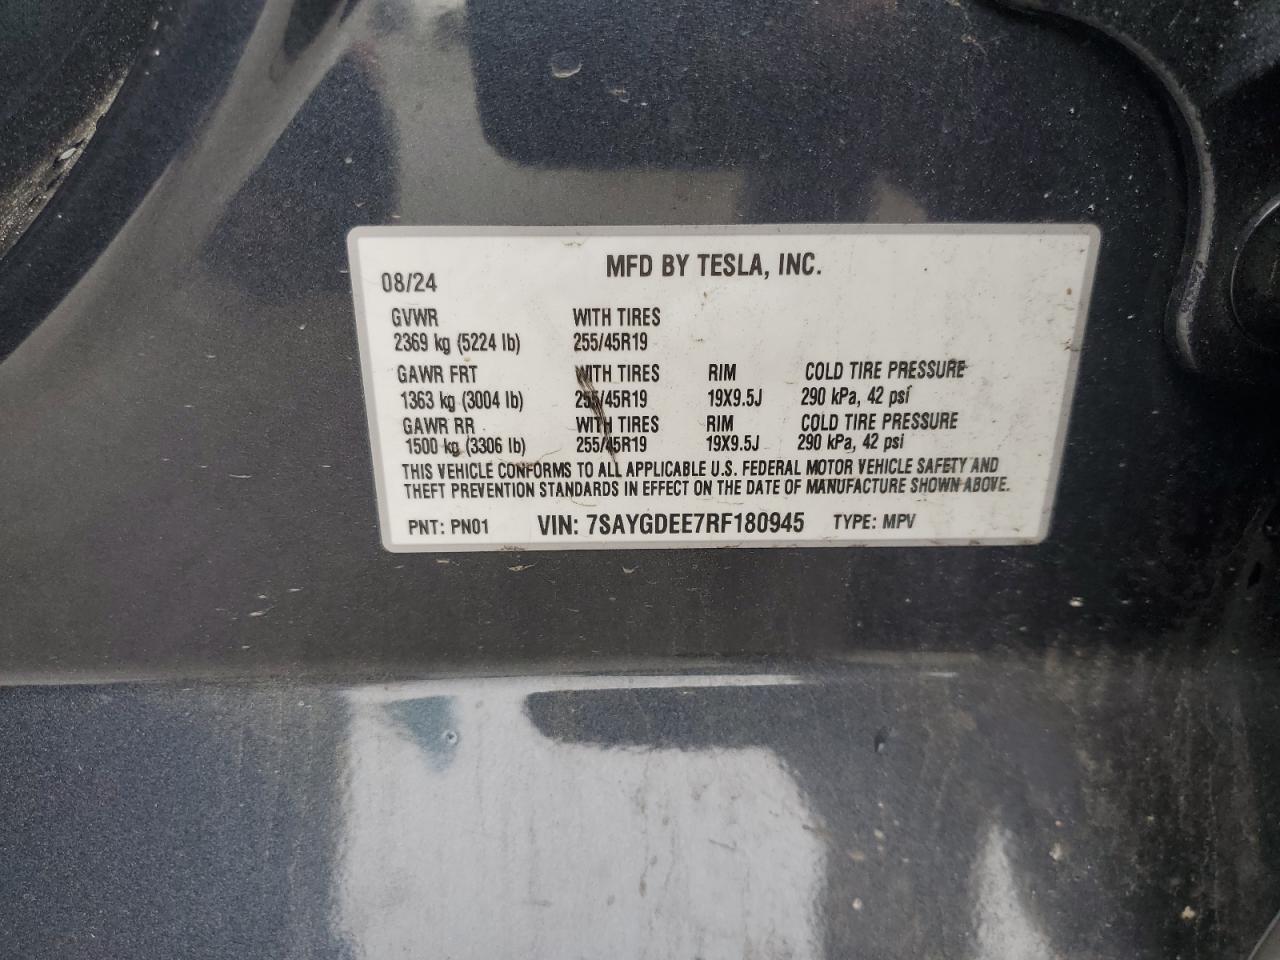 MFD BY TESLA, INC.
08/24
GVWR WITH TIRES
2369 kg (5224 lb) 255/45R19
GAWR FRT WITH TIRES RIM COLD TIRE PRESSURE
1363 kg (3004 lb) 255/45R19 19X9.5J 290 kPa, 42 psi
GAWR RR WITH TIRES RIM COLD TIRE PRESSURE
1500 kg (3306 lb) 255/45R19 19X9.5J 290 kPa, 42 psi
THIS VEHICLE CONFORMS TO ALL APPLICABLE U.S. FEDERAL MOTOR VEHICLE SAFETY AND
THEFT PREVENTION STANDARDS IN EFFECT ON THE DATE OF MANUFACTURE SHOWN ABOVE.
PNT: PN01 VIN: 7SAYGDEE7RF180945 TYPE: MPV